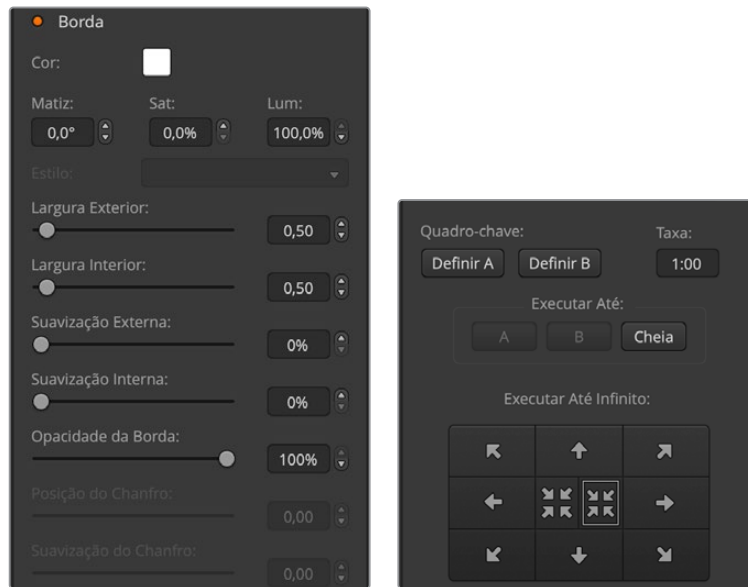 Borda
Cor:
Matiz: Sat: Lum:
0,0° 0,0% 100,0%
Estilo:
Largura Exterior:
0,50
Largura Interior:
0,50
Suavização Externa:
0%
Suavização Interna:
0%
Opacidade da Borda:
100%
Posição do Chanfro:
0,00
Suavização do Chanfro:
0,00
Quadro-chave: Taxa:
Definir A Definir B 1:00
Executar Até:
A B Cheia
Executar Até Infinito: